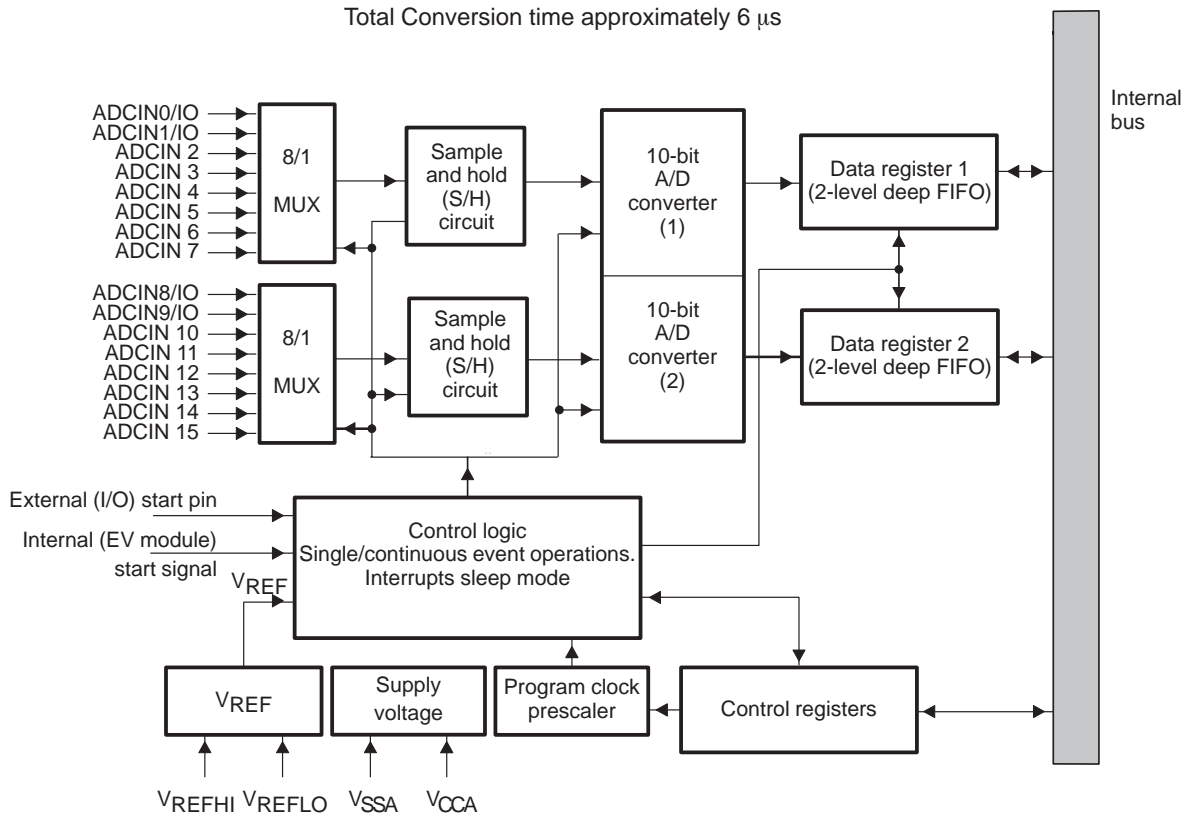 Total Conversion time approximately 6 μs
Internal
bus
ADCIN0/IO
ADCIN1/IO
ADCIN 2
ADCIN 3
ADCIN 4
ADCIN 5
ADCIN 6
ADCIN 7
8/1
MUX
Sample
and hold
(S/H)
circuit
10-bit
A/D
converter
(1)
Data register 1
(2-level deep FIFO)
ADCIN8/IO
ADCIN9/IO
ADCIN 10
ADCIN 11
ADCIN 12
ADCIN 13
ADCIN 14
ADCIN 15
8/1
MUX
Sample
and hold
(S/H)
circuit
10-bit
A/D
converter
(2)
Data register 2
(2-level deep FIFO)
External (I/O) start pin
Internal (EV module)
start signal
VREF
Control logic
Single/continuous event operations.
Interrupts sleep mode
VREF
Supply
voltage
Program clock
prescaler
Control registers
VREFHI
VREFLO
VSSA
VCCA